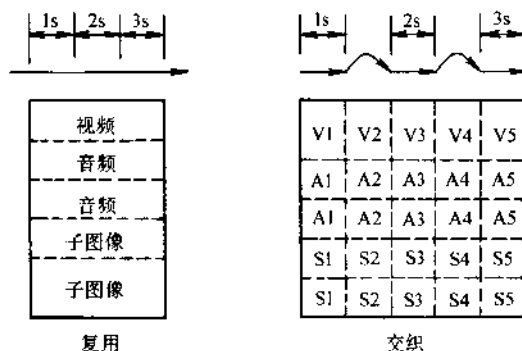 1s 2s 3s
视频
音频
音频
子图像
子图像
复用
1s 2s 3s
V1 V2 V3 V4 V5
A1 A2 A3 A4 A5
A1 A2 A3 A4 A5
S1 S2 S3 S4 S5
S1 S2 S3 S4 S5
交织